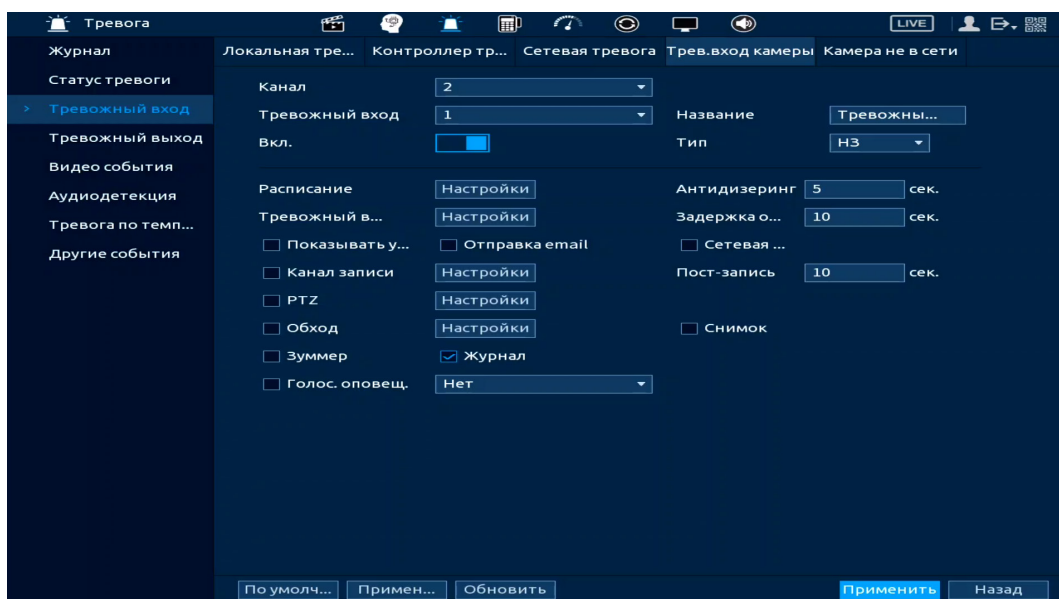 Тревога LIVE
Журнал
Статус тревоги
> Тревожный вход
Тревожный выход
Видео события
Аудиодетекция
Тревога по темп...
Другие события
Локальная тре... Контроллер тр... Сетевая тревога Трев.вход камеры Камера не в сети
Канал 2
Тревожный вход 1 Название Тревожны...
Вкл. Тип НЗ
Расписание Настройки Антидизеринг 5 сек.
Тревожный в... Настройки Задержка о... 10 сек.
Показывать у... Отправка email Сетевая ...
Канал записи Настройки Пост-запись 10 сек.
PTZ Настройки
Обход Настройки Снимок
Зуммер Журнал
Голос. оповещ. Нет
По умолч... Примен... Обновить Применить Назад